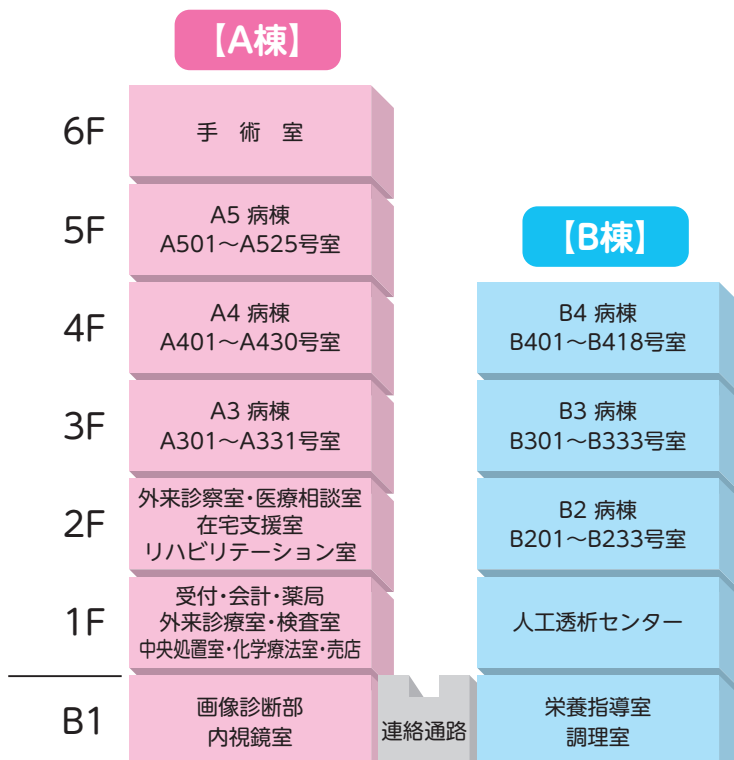 【A棟】
6F
手 術 室
5F
A5 病棟
A501～A525号室
【B棟】
4F
A4 病棟
A401～A430号室
B4 病棟
B401～B418号室
3F
A3 病棟
A301～A331号室
B3 病棟
B301～B333号室
2F
外来診察室・医療相談室
在宅支援室
リハビリテーション室
B2 病棟
B201～B233号室
1F
受付・会計・薬局
外来診療室・検査室
中央処置室・化学療法室・売店
人工透析センター
B1
画像診断部
内視鏡室
連絡通路
栄養指導室
調理室